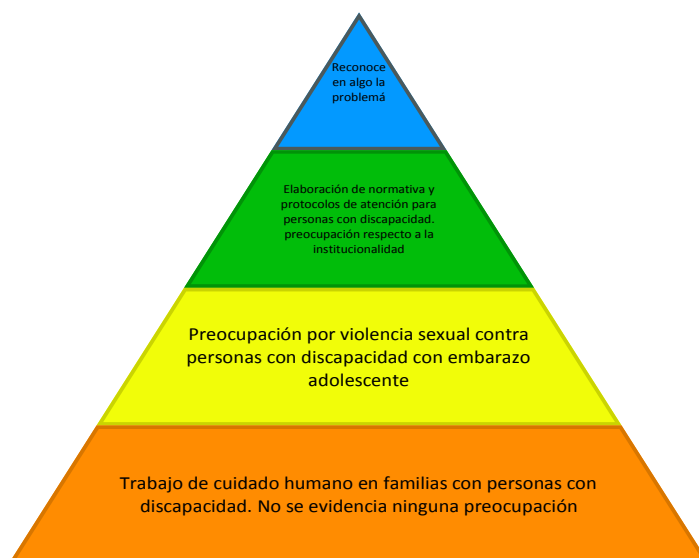 Reconoce
en algo la
problemá
Elaboración de normativa y
protocolos de atención para
personas con discapacidad.
preocupación respecto a la
institucionalidad
Preocupación por violencia sexual contra
personas con discapacidad con embarazo
adolescente
Trabajo de cuidado humano en familias con personas con
discapacidad. No se evidencia ninguna preocupación